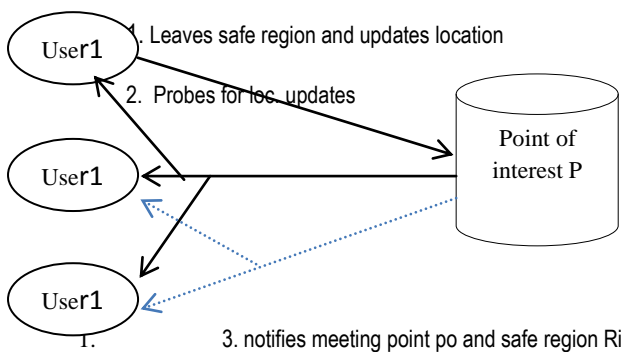 User1
1. Leaves safe region and updates location
2. Probes for loc. updates
Point of
interest P
User1
User1
1.
3. notifies meeting point po and safe region Ri